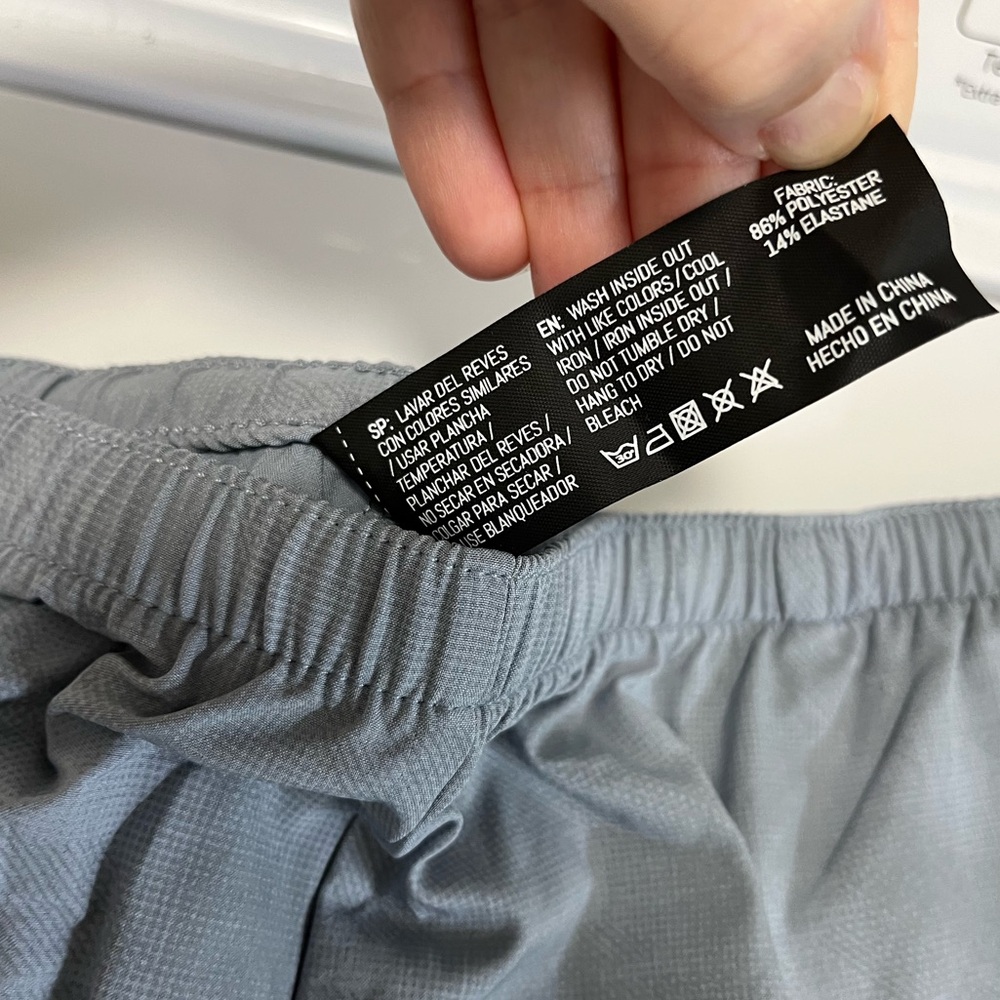 FABRIC:
86% POLYESTER
14% ELASTANE
MADE IN CHINA
HECHO EN CHINA
EN: WASH INSIDE OUT
WITH LIKE COLORS / COOL
IRON / IRON INSIDE OUT /
DO NOT TUMBLE DRY /
HANG TO DRY / DO NOT
BLEACH
30°
SP: LAVAR DEL REVES
CON COLORES SIMILARES
/ USAR PLANCHA
TEMPERATURA /
PLANCHAR DEL REVES /
NO SECAR EN SECADORA /
COLGAR PARA SECAR /
USE BLANQUEADOR